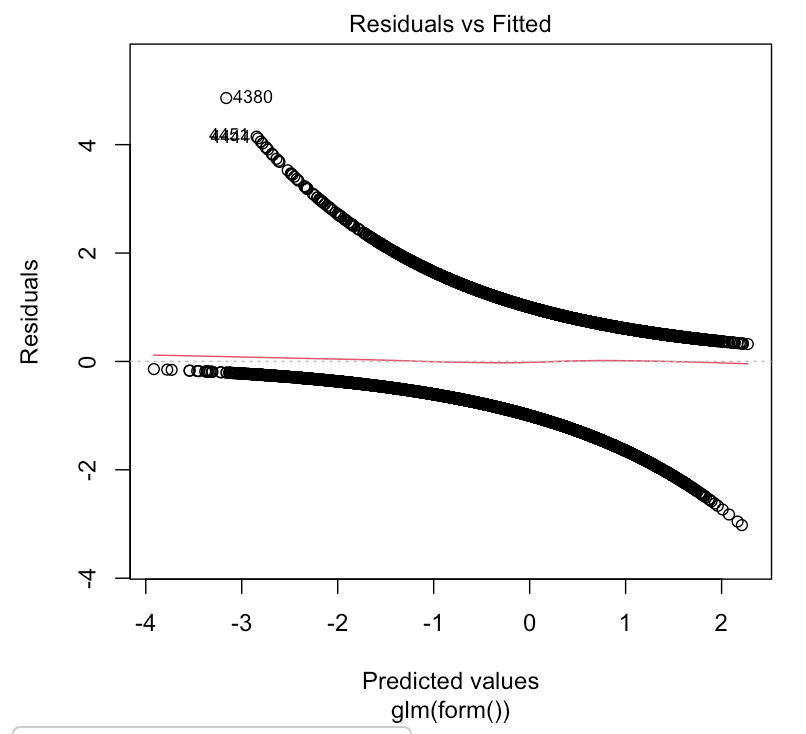 Residuals vs Fitted
4380
4
2
0
-2
-4
Residuals
-4 -3 -2 -1 0 1 2
Predicted values
glm(form())